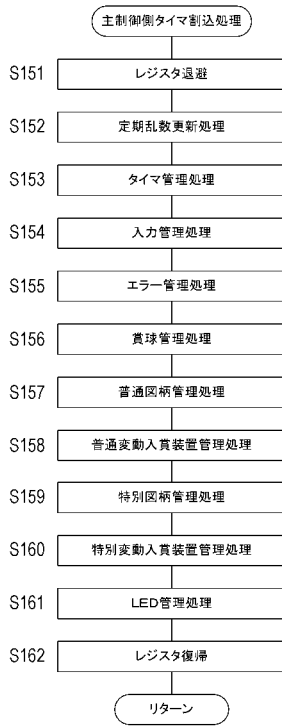 主制御側タイマ割込処理
S151 レジスタ退避
S152 定期乱数更新処理
S153 タイマ管理処理
S154 入力管理処理
S155 エラー管理処理
S156 賞球管理処理
S157 普通図柄管理処理
S158 普通変動入賞装置管理処理
S159 特別図柄管理処理
S160 特別変動入賞装置管理処理
S161 LED管理処理
S162 レジスタ復帰
リターン